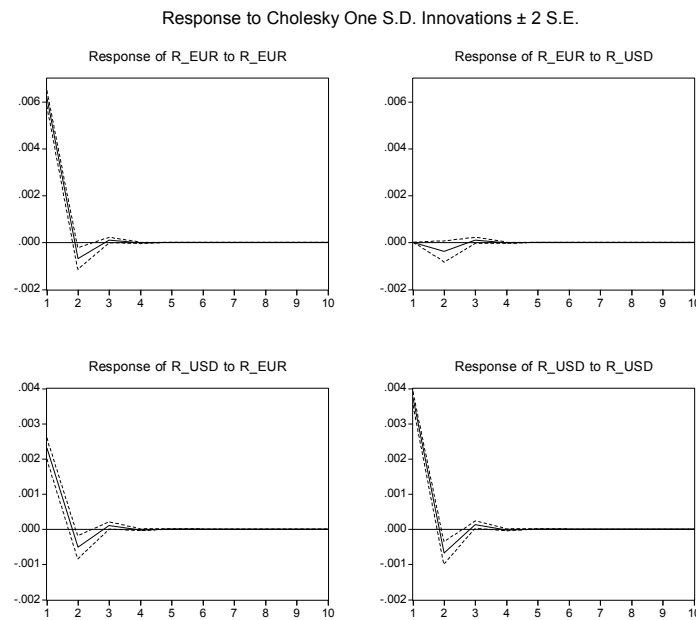 Response to Cholesky One S.D. Innovations ± 2 S.E.
Response of R_EUR to R_EUR
.006
.004
.002
.000
-.002
1 2 3 4 5 6 7 8 9 10
Response of R_EUR to R_USD
.006
.004
.002
.000
-.002
1 2 3 4 5 6 7 8 9 10
Response of R_USD to R_EUR
.004
.003
.002
.001
.000
-.001
-.002
1 2 3 4 5 6 7 8 9 10
Response of R_USD to R_USD
.004
.003
.002
.001
.000
-.001
-.002
1 2 3 4 5 6 7 8 9 10